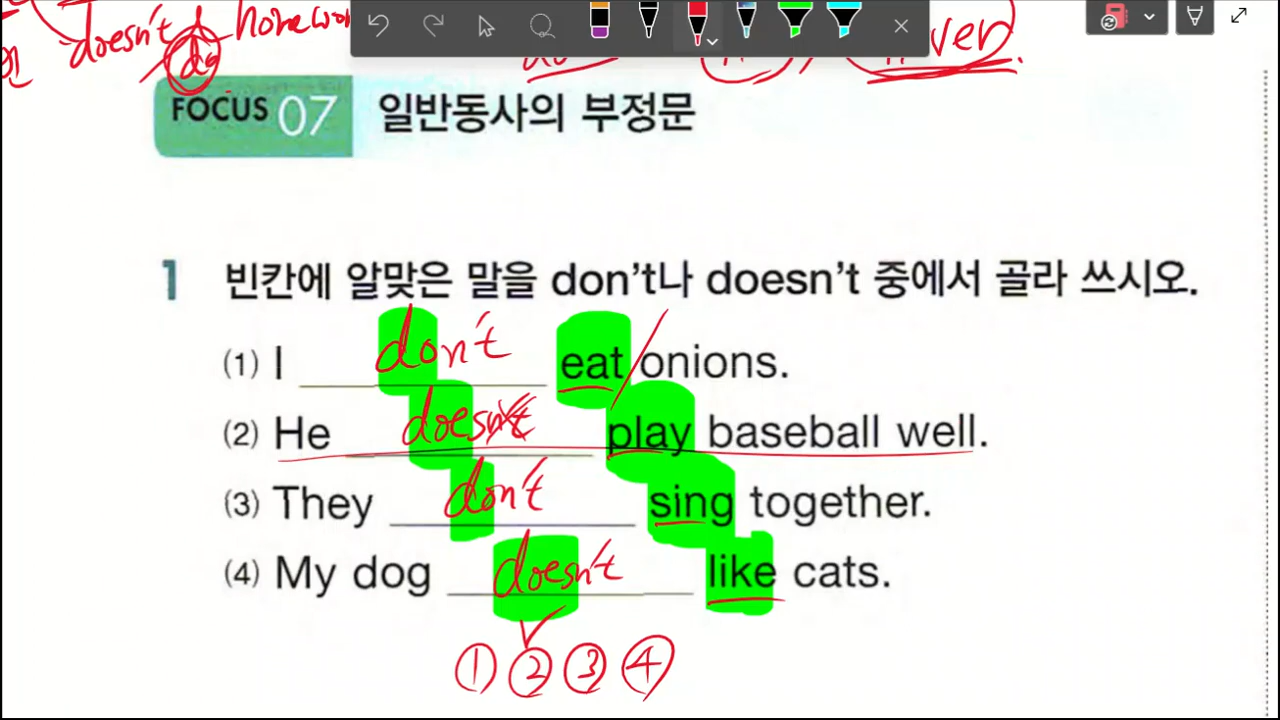 doesn't do homewor
ver
FOCUS 07 일반동사의 부정문
1 빈칸에 알맞은 말을 don't나 doesn't 중에서 골라 쓰시오.
(1) I don't eat onions.
(2) He doesn't play baseball well.
(3) They don't sing together.
(4) My dog doesn't like cats.
① ② ③ ④